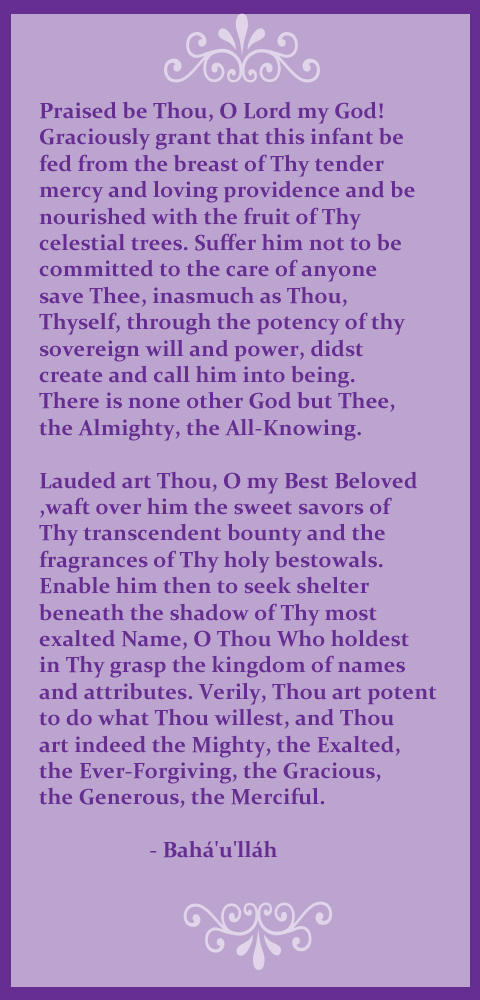 Praised be Thou, O Lord my God!
Graciously grant that this infant be
fed from the breast of Thy tender
mercy and loving providence and be
nourished with the fruit of Thy
celestial trees. Suffer him not to be
committed to the care of anyone
save Thee, inasmuch as Thou,
Thyself, through the potency of thy
sovereign will and power, didst
create and call him into being.
There is none other God but Thee,
the Almighty, the All-Knowing.
Lauded art Thou, O my Best Beloved
,waft over him the sweet savors of
Thy transcendent bounty and the
fragrances of Thy holy bestowals.
Enable him then to seek shelter
beneath the shadow of Thy most
exalted Name, O Thou Who holdest
in Thy grasp the kingdom of names
and attributes. Verily, Thou art potent
to do what Thou willest, and Thou
art indeed the Mighty, the Exalted,
the Ever-Forgiving, the Gracious,
the Generous, the Merciful.
- Bahá'u'lláh